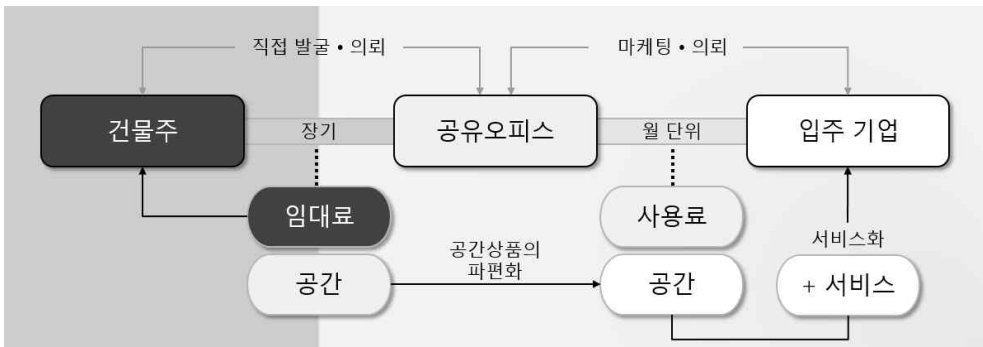 직접 발굴 • 의뢰
마케팅 • 의뢰
건물주
장기
공유오피스
월 단위
입주 기업
임대료
사용료
공간상품의
파편화
서비스화
공간
공간
+ 서비스